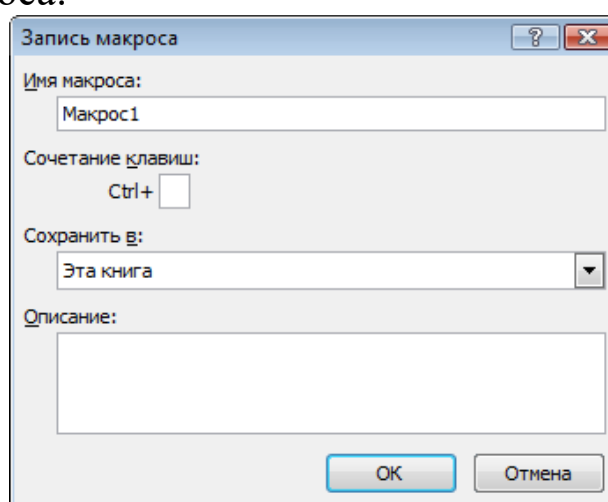 Запись макроса
Имя макроса:
Макрос1
Сочетание клавиш:
Ctrl+
Сохранить в:
Эта книга
Описание:
ОК
Отмена